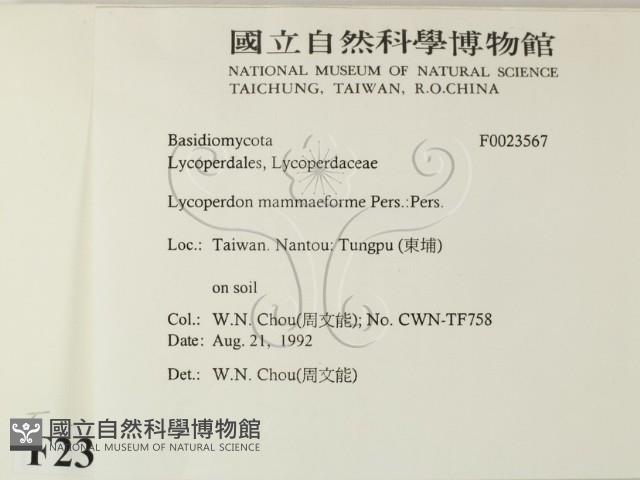 國立自然科學博物館
NATIONAL MUSEUM OF NATURAL SCIENCE
TAICHUNG, TAIWAN, R.O.CHINA
Basidiomycota F0023567
Lycoperdales, Lycoperdaceae
Lycoperdon mammaeforme Pers.:Pers.
Loc.: Taiwan. Nantou: Tungpu (東埔)
on soil
Col.: W.N. Chou(周文能); No. CWN-TF758
Date: Aug. 21, 1992
Det.: W.N. Chou(周文能)
國立自然科學博物館
NATIONAL MUSEUM OF NATURAL SCIENCE
F23